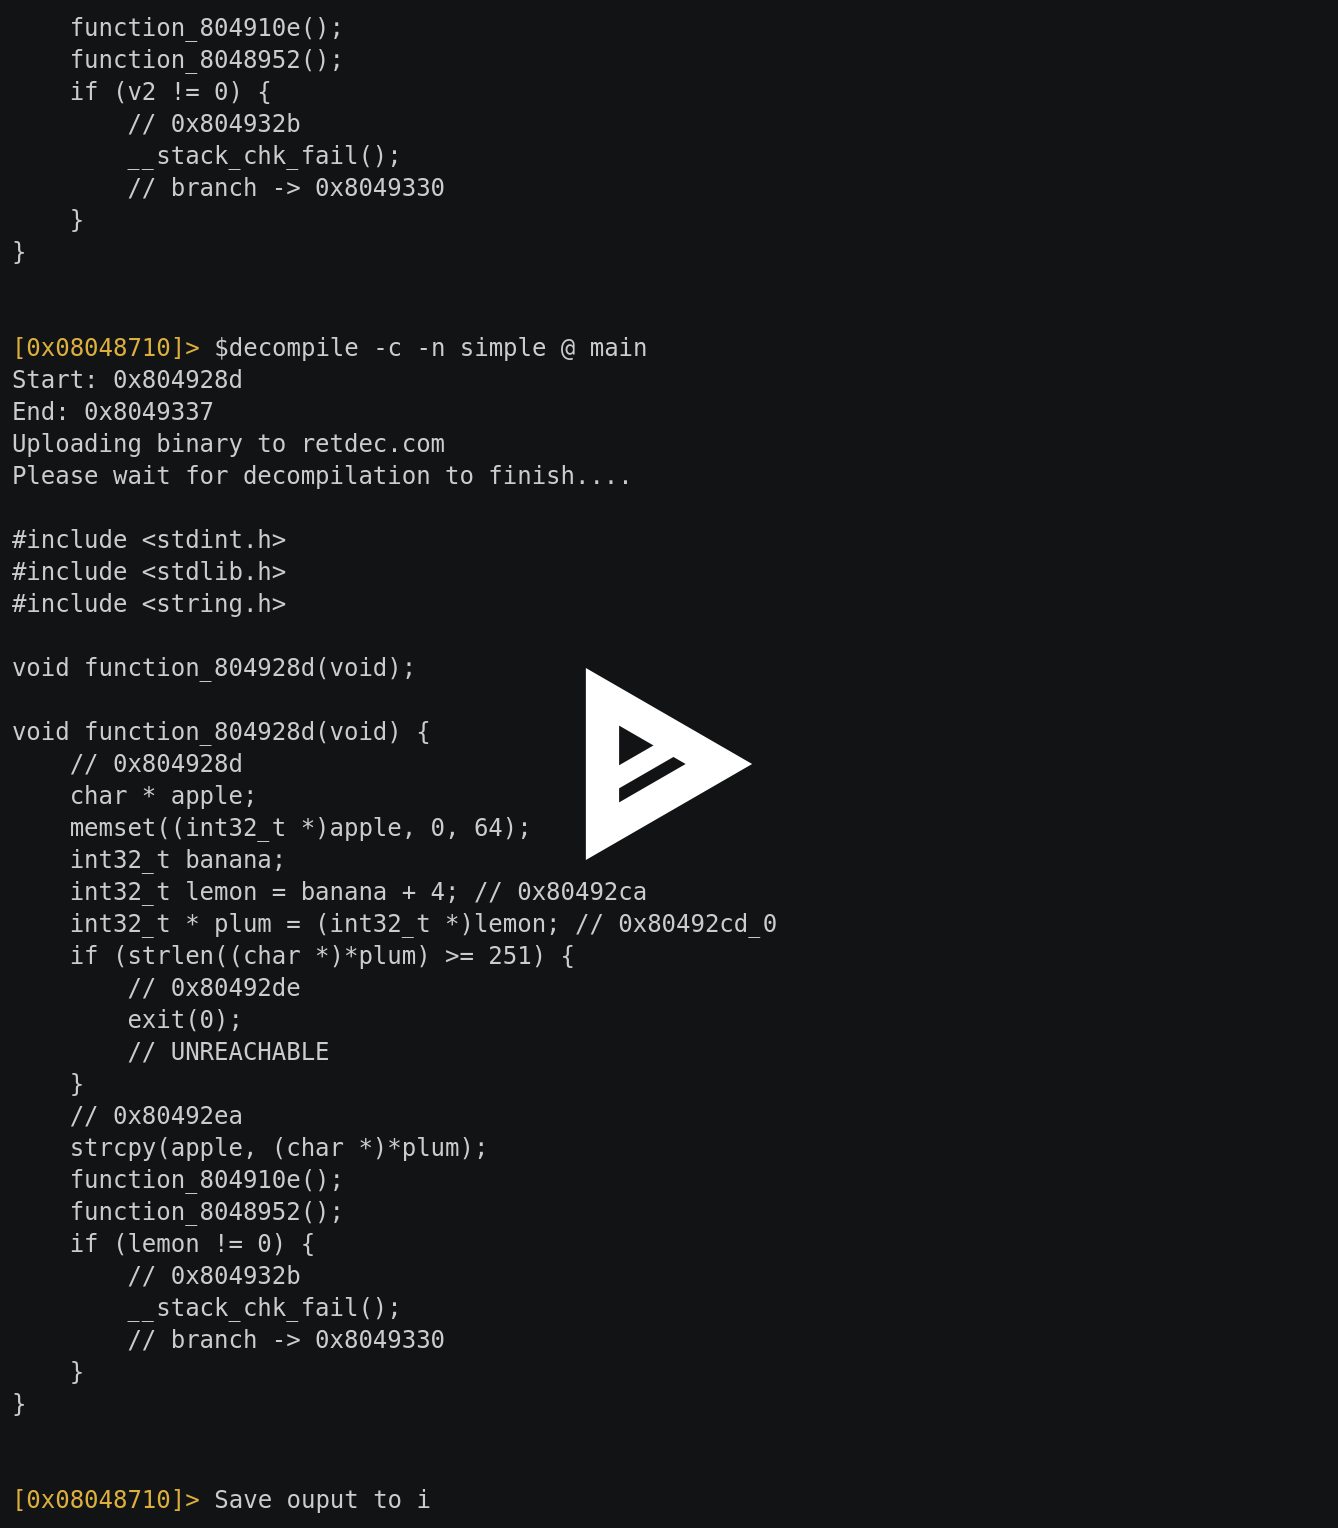 function_804910e();
function_8048952();
if (v2 != 0) {
// 0x804932b
__stack_chk_fail();
// branch -> 0x8049330
}
}
[0x08048710]> $decompile -c -n simple @ main
Start: 0x804928d
End: 0x8049337
Uploading binary to retdec.com
Please wait for decompilation to finish....
#include <stdint.h>
#include <stdlib.h>
#include <string.h>
void function_804928d(void);
void function_804928d(void) {
// 0x804928d
char * apple;
memset((int32_t *)apple, 0, 64);
int32_t banana;
int32_t lemon = banana + 4; // 0x80492ca
int32_t * plum = (int32_t *)lemon; // 0x80492cd_0
if (strlen((char *)*plum) >= 251) {
// 0x80492de
exit(0);
// UNREACHABLE
}
// 0x80492ea
strcpy(apple, (char *)*plum);
function_804910e();
function_8048952();
if (lemon != 0) {
// 0x804932b
__stack_chk_fail();
// branch -> 0x8049330
}
}
[0x08048710]> Save ouput to i